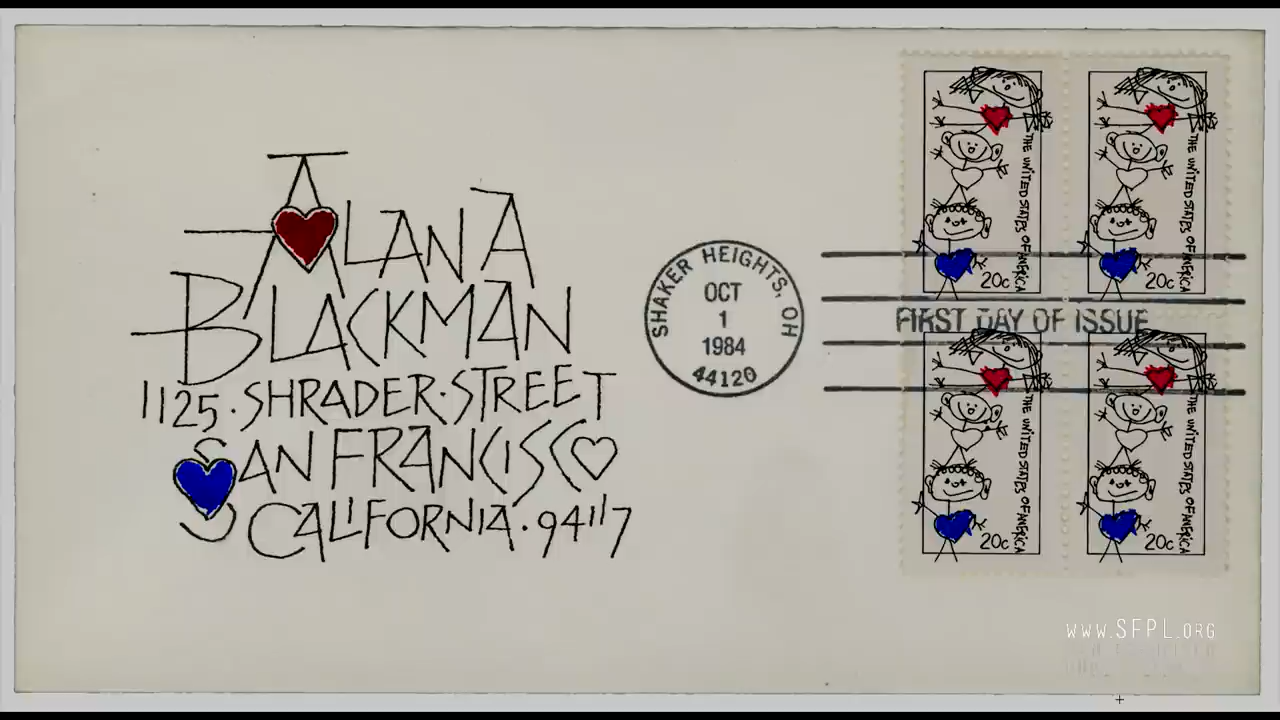 ALAN A
BLACKMAN
1125 · SHRADER · STREET
SAN FRANCISCO
CALIFORNIA · 94117
SHAKER HEIGHTS, OH
OCT
1
1984
44120
FIRST DAY OF ISSUE
THE UNITED STATES OF AMERICA
20c
THE UNITED STATES OF AMERICA
20c
THE UNITED STATES OF AMERICA
20c
THE UNITED STATES OF AMERICA
20c
WWW.SFPL.ORG